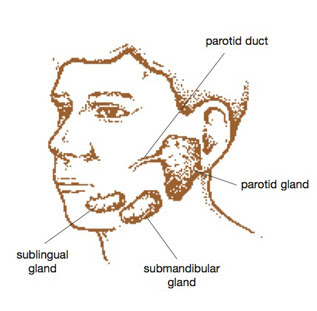 parotid duct
parotid gland
sublingual
gland
submandibular
gland